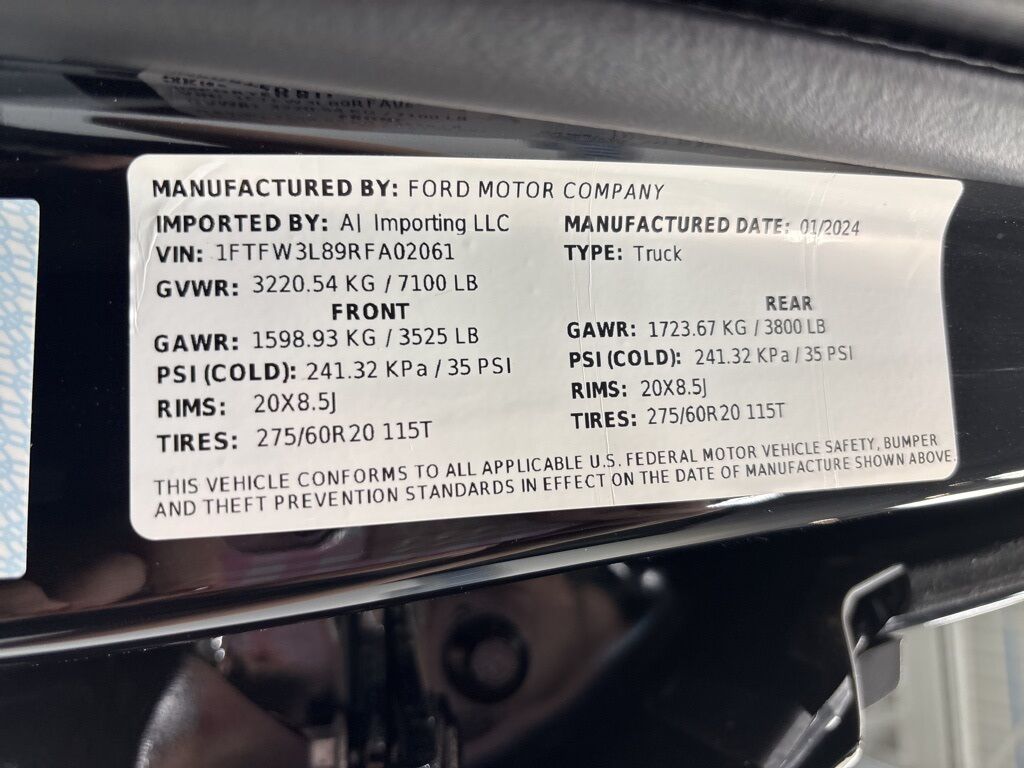 MANUFACTURED BY: FORD MOTOR COMPANY
IMPORTED BY: A| Importing LLC MANUFACTURED DATE: 01/2024
VIN: 1FTFW3L89RFA02061 TYPE: Truck
GVWR: 3220.54 KG / 7100 LB
FRONT REAR
GAWR: 1598.93 KG / 3525 LB GAWR: 1723.67 KG / 3800 LB
PSI (COLD): 241.32 KPa / 35 PSI PSI (COLD): 241.32 KPa / 35 PSI
RIMS: 20X8.5J RIMS: 20X8.5J
TIRES: 275/60R20 115T TIRES: 275/60R20 115T
THIS VEHICLE CONFORMS TO ALL APPLICABLE U.S. FEDERAL MOTOR VEHICLE SAFETY, BUMPER
AND THEFT PREVENTION STANDARDS IN EFFECT ON THE DATE OF MANUFACTURE SHOWN ABOVE.